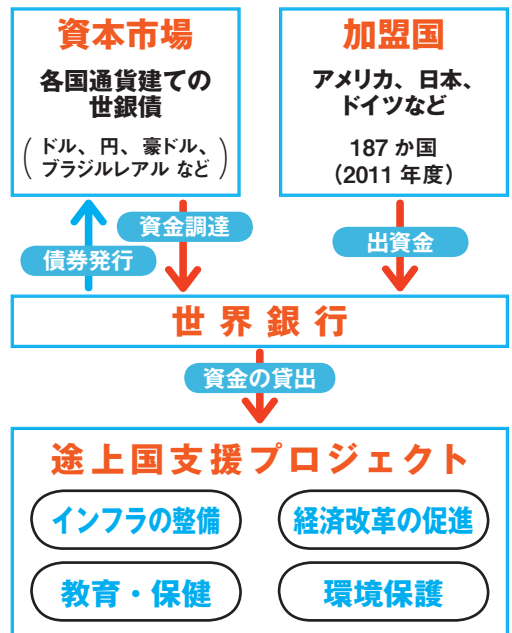 資本市場
各国通貨建ての
世銀債
(ドル、円、豪ドル、
ブラジルレアル など)
加盟国
アメリカ、日本、
ドイツなど
187 か国
(2011 年度)
資金調達
債券発行
出資金
世界銀行
資金の貸出
途上国支援プロジェクト
インフラの整備
経済改革の促進
教育・保健
環境保護